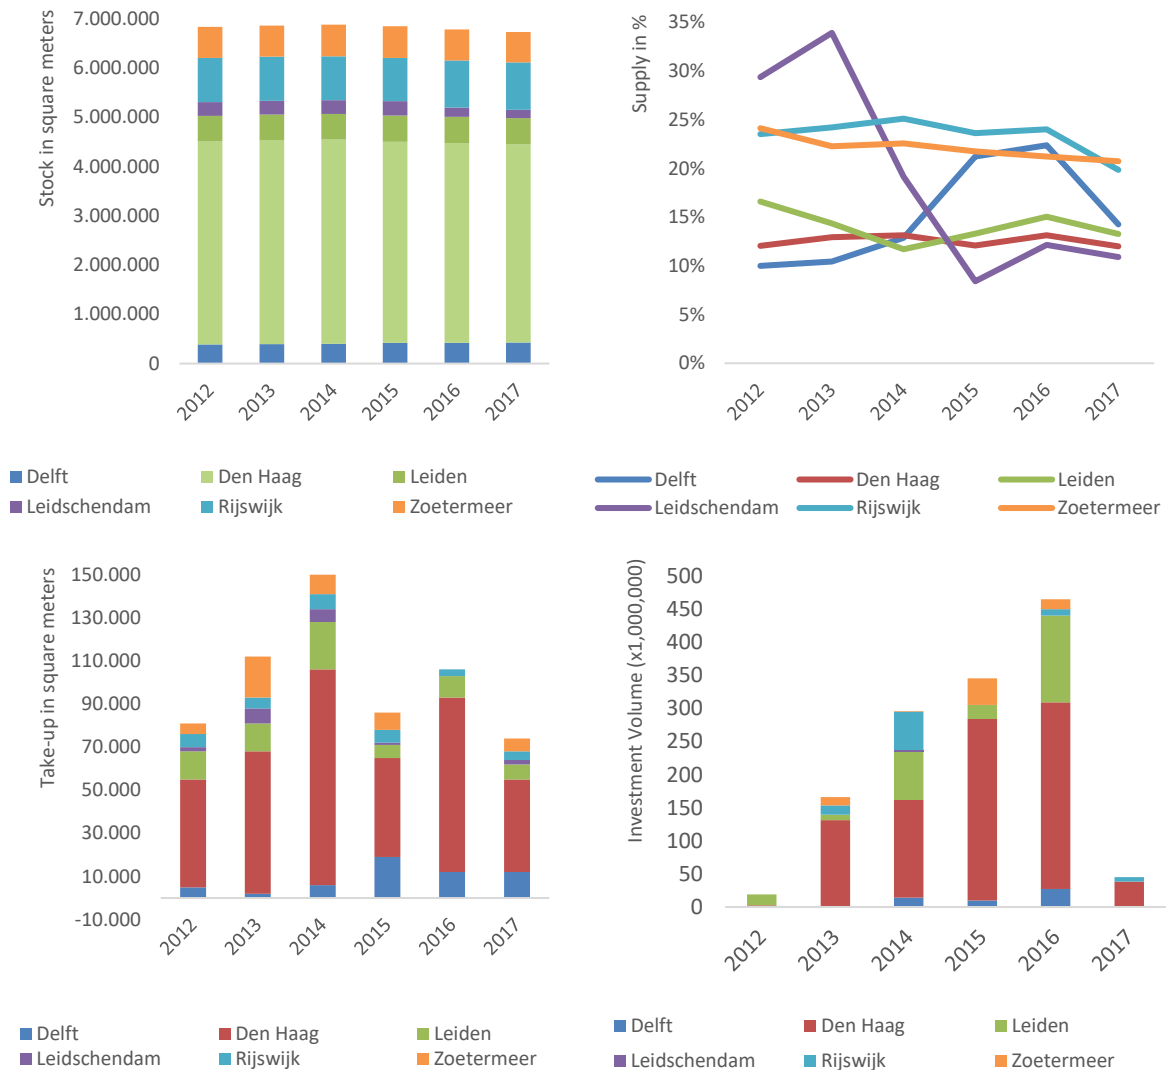 Stock in square meters
7.000.000
6.000.000
5.000.000
4.000.000
3.000.000
2.000.000
1.000.000
0
2012 2013 2014 2015 2016 2017
Delft Den Haag Leiden
Leidschendam Rijswijk Zoetermeer
Supply in %
35%
30%
25%
20%
15%
10%
5%
0%
2012 2013 2014 2015 2016 2017
Delft Den Haag Leiden
Leidschendam Rijswijk Zoetermeer
Take-up in square meters
150.000
130.000
110.000
90.000
70.000
50.000
30.000
10.000
-10.000
2012 2013 2014 2015 2016 2017
Delft Den Haag Leiden
Leidschendam Rijswijk Zoetermeer
Investment Volume (x1,000,000)
500
450
400
350
300
250
200
150
100
50
0
2012 2013 2014 2015 2016 2017
Delft Den Haag Leiden
Leidschendam Rijswijk Zoetermeer